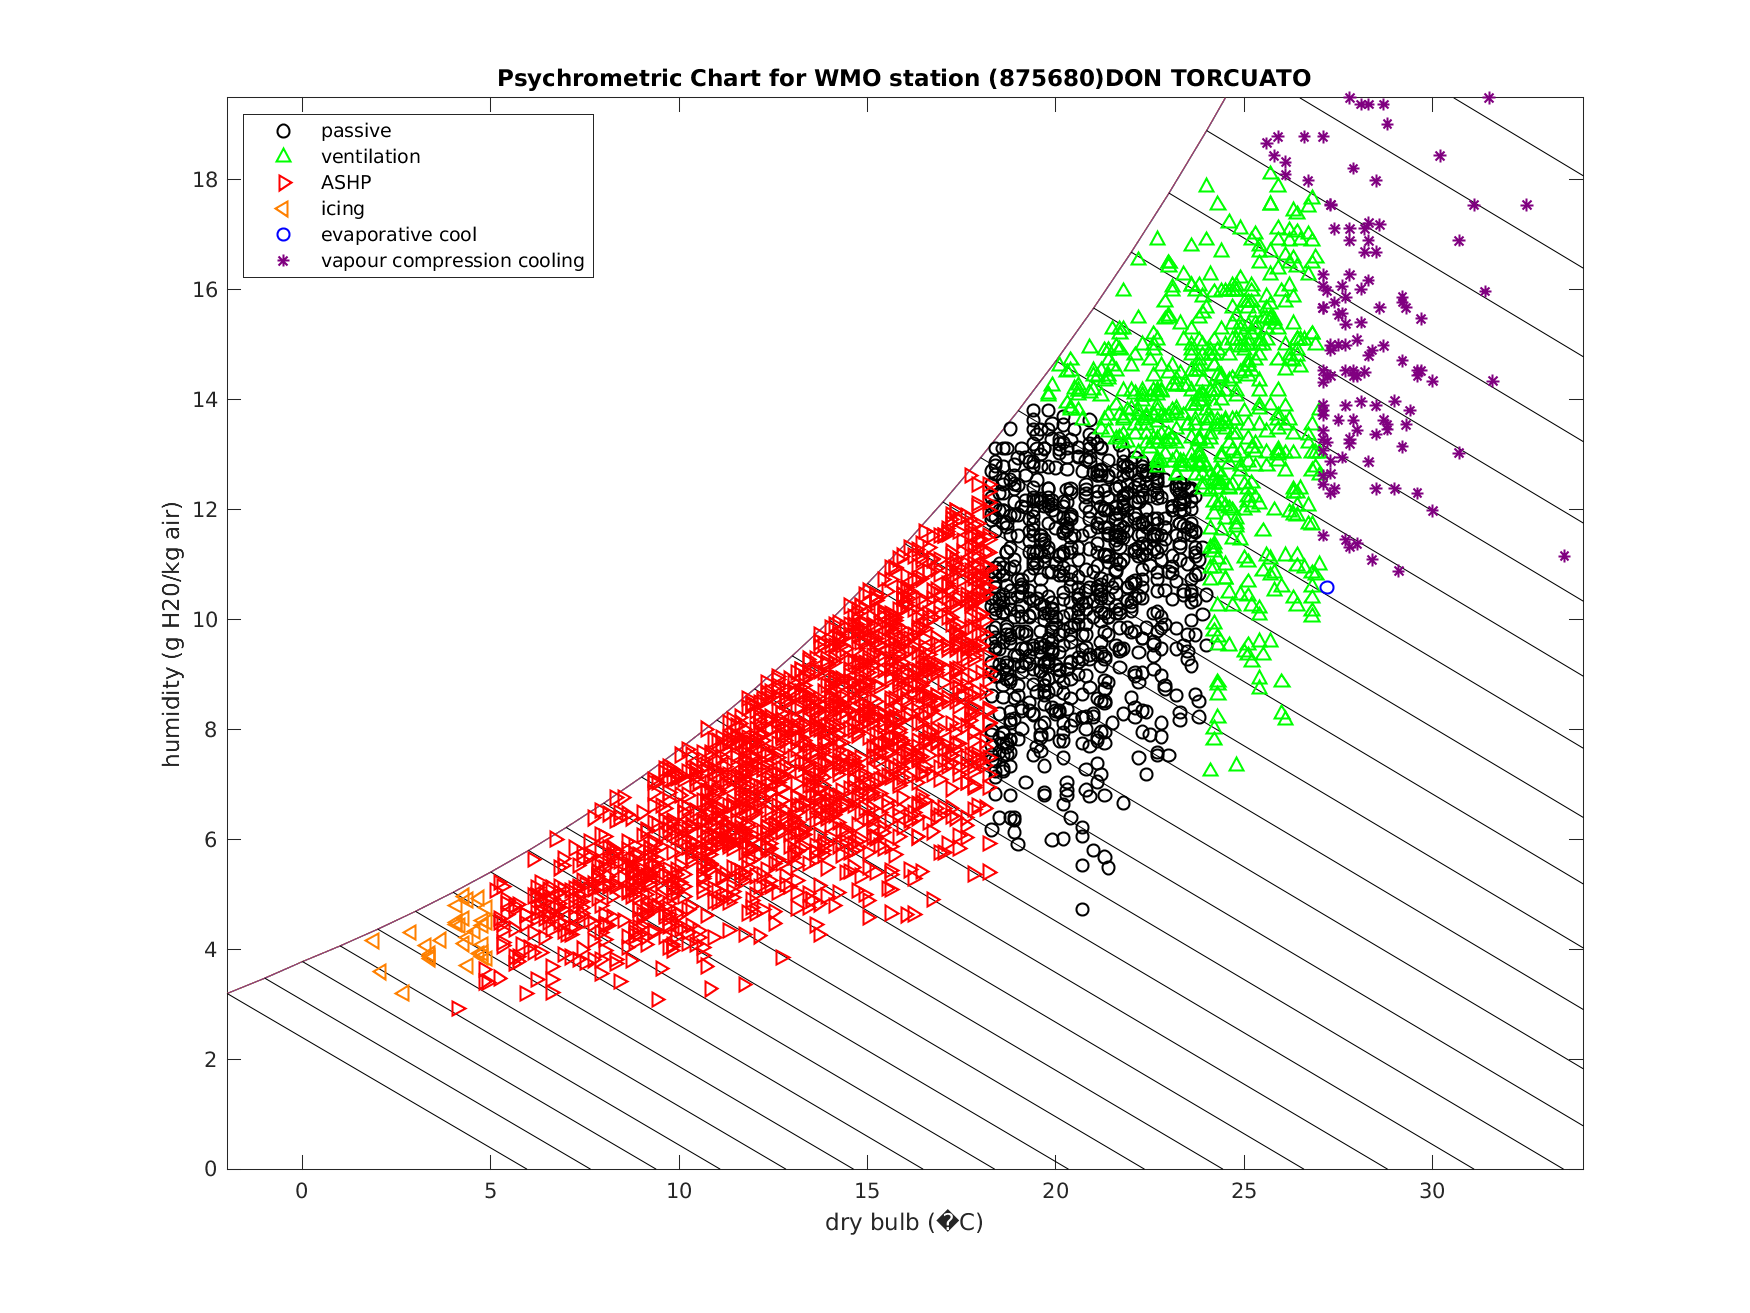 Psychrometric Chart for WMO station (875680)DON TORCUATO
passive
ventilation
ASHP
icing
evaporative cool
vapour compression cooling
18
16
14
12
10
8
6
4
2
0
humidity (g H20/kg air)
0 5 10 15 20 25 30
dry bulb (�C)